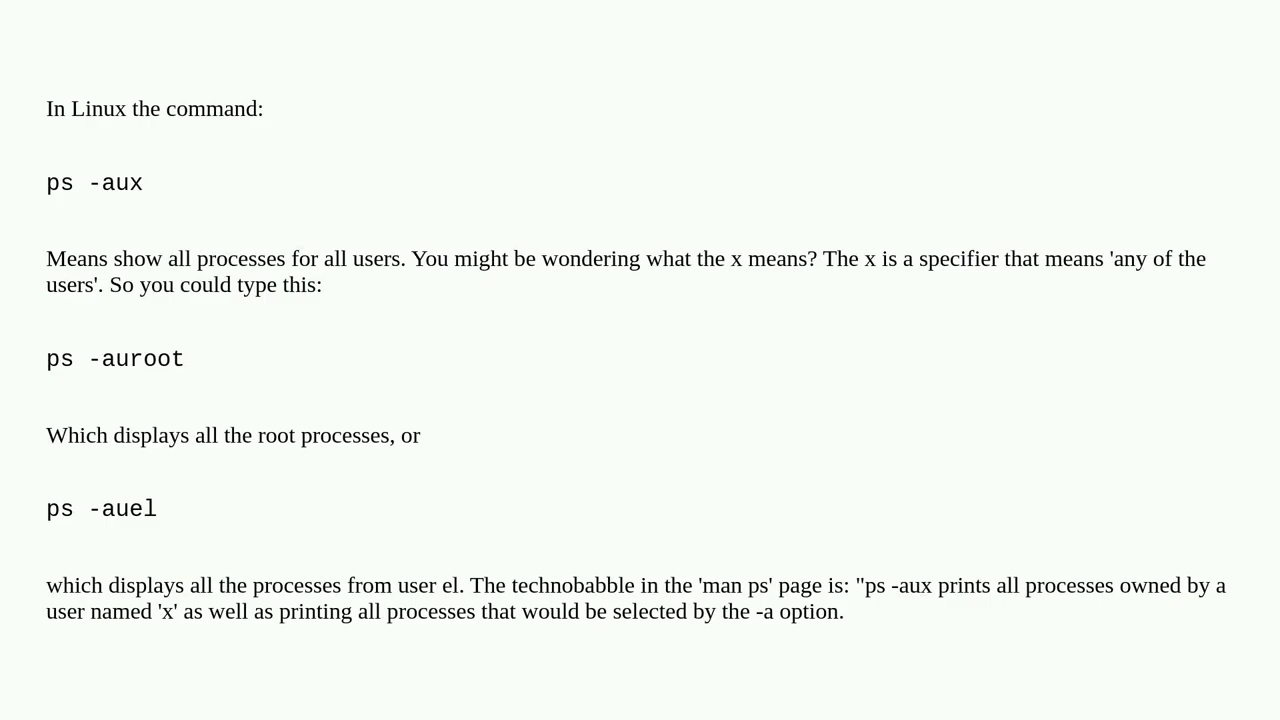 In Linux the command:
ps -aux
Means show all processes for all users. You might be wondering what the x means? The x is a specifier that means 'any of the
users'. So you could type this:
ps -auroot
Which displays all the root processes, or
ps -auel
which displays all the processes from user el. The technobabble in the 'man ps' page is: "ps -aux prints all processes owned by a
user named 'x' as well as printing all processes that would be selected by the -a option.